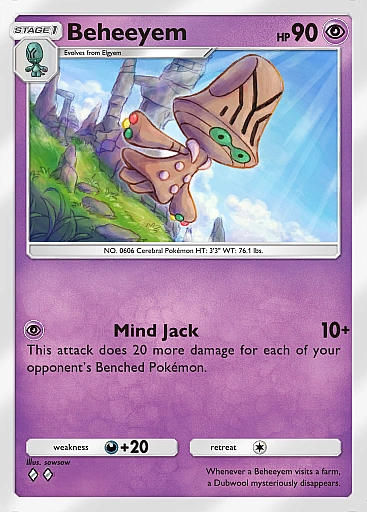 STAGE 1
Beheeyem
HP 90
Evolves from Elgyem
NO. 0606 Cerebral Pokémon HT: 3'3" WT: 76.1 lbs.
Mind Jack 10+
This attack does 20 more damage for each of your
opponent's Benched Pokémon.
weakness +20 retreat
Illus. sowsow
Whenever a Beheeyem visits a farm,
a Dubwool mysteriously disappears.